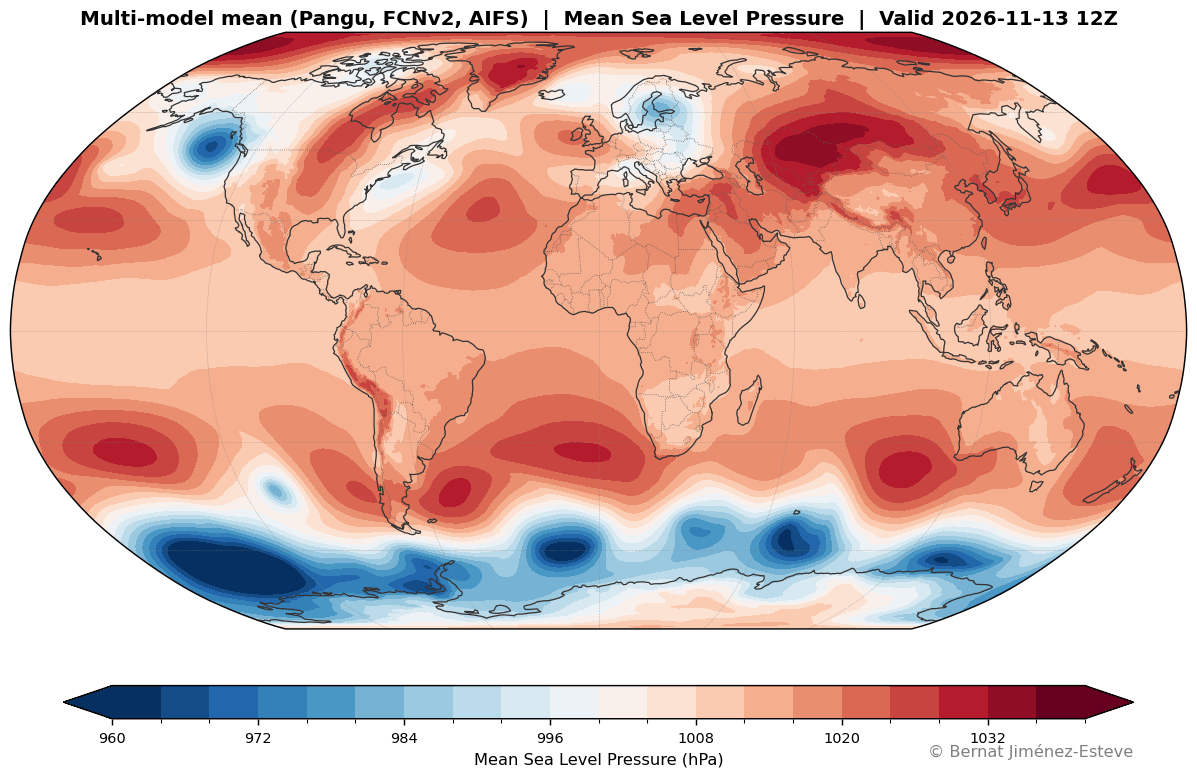 Multi-model mean (Pangu, FCNv2, AIFS)  |  Mean Sea Level Pressure  |  Valid 2026-11-13 12Z
960 972 984 996 1008 1020 1032
Mean Sea Level Pressure (hPa)
© Bernat Jiménez-Esteve